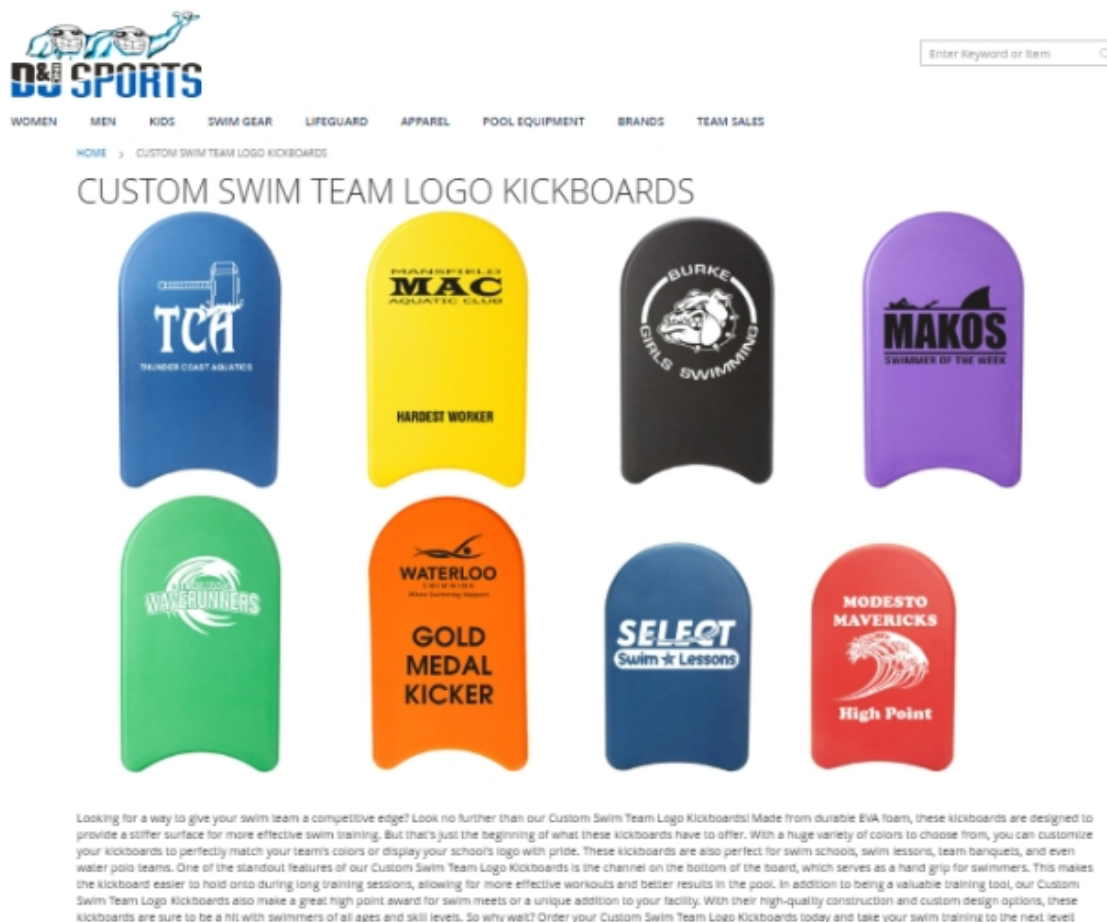 D&J SPORTS
Enter Keyword or Item
WOMEN MEN KIDS SWIM GEAR LIFEGUARD APPAREL POOL EQUIPMENT BRANDS TEAM SALES
HOME > CUSTOM SWIM TEAM LOGO KICKBOARDS
CUSTOM SWIM TEAM LOGO KICKBOARDS
TCA
THUNDER COAST AQUATICS
MANSFIELD
MAC
AQUATIC CLUB
HARDEST WORKER
BURKE
GIRLS SWIMMING
MAKOS
SWIMMER OF THE WEEK
WAVERUNNERS
WATERLOO
SWIMMING
When Swimming Happens
GOLD
MEDAL
KICKER
SELECT
Swim Lessons
MODESTO
MAVERICKS
High Point
Looking for a way to give your swim team a competitive edge? Look no further than our Custom Swim Team Logo Kickboards! Made from durable EVA foam, these kickboards are designed to
provide a stiffer surface for more effective swim training. But that's just the beginning of what these kickboards have to offer. With a huge variety of colors to choose from, you can customize
your kickboards to perfectly match your team's colors or display your school's logo with pride. These kickboards are also perfect for swim schools, swim lessons, team banquets, and even
water polo teams. One of the standout features of our Custom Swim Team Logo Kickboards is the channel on the bottom of the board, which serves as a hand grip for swimmers. This makes
the kickboard easier to hold onto during long training sessions, allowing for more effective workouts and better results in the pool. In addition to being a valuable training tool, our Custom
Swim Team Logo Kickboards also make a great high point award for swim meets or a unique addition to your facility. With their high-quality construction and custom design options, these
kickboards are sure to be a hit with swimmers of all ages and skill levels. So why wait? Order your Custom Swim Team Logo Kickboards today and take your swim training to the next level!